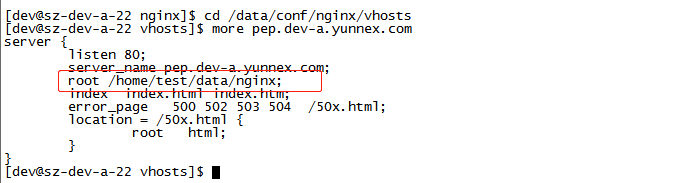 [dev@sz-dev-a-22 nginx]$ cd /data/conf/nginx/vhosts
[dev@sz-dev-a-22 vhosts]$ more pep.dev-a.yunnex.com
server {
listen 80;
server_name pep.dev-a.yunnex.com;
root /home/test/data/nginx;
index index.html index.htm;
error_page 500 502 503 504 /50x.html;
location = /50x.html {
root html;
}
}
[dev@sz-dev-a-22 vhosts]$